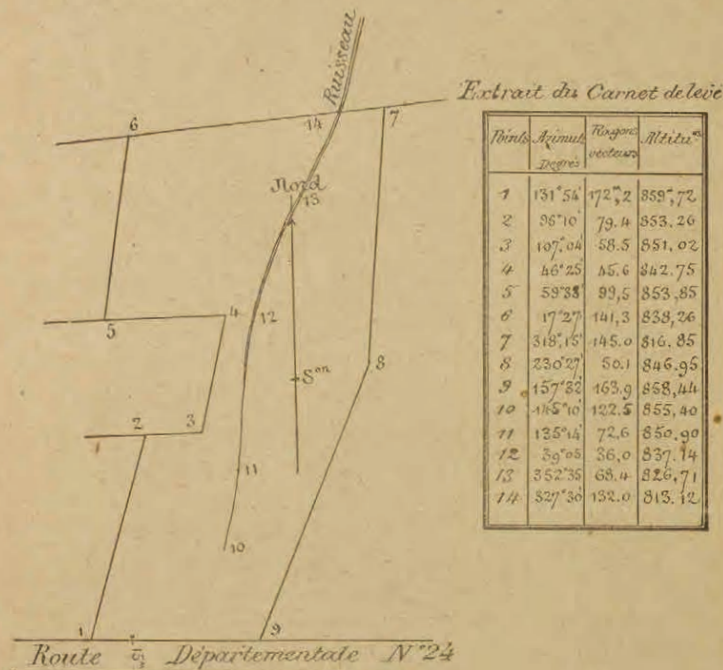 Extrait du Carnet de levé
Points Azimut Degrés Rayons vecteurs Altitu^es
1 131°54' 172^m,2 859^m,72
2 96°10' 79.4 853.26
3 107°04' 58.5 851,02
4 46°25' 45.6 842.75
5 59°38' 99,5 853,85
6 17°27' 141,3 838,26
7 318°15' 145.0 816.85
8 230°27' 50.1 846.95
9 157°32' 163.9 858,44
10 145°10' 122.5 855,40
11 135°14' 72,6 850.90
12 39°05' 36,0 837.14
13 352°35' 68.4 826,71
14 327°30' 132.0 813.12
Ruisseau
6
14
7
Nord
13
5
4
12
S^on
8
2
3
11
10
1
9
Route Départementale N° 24